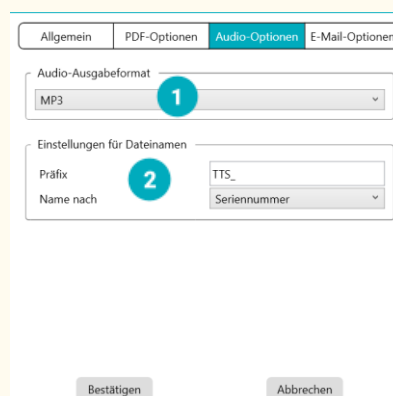 Allgemein PDF-Optionen Audio-Optionen E-Mail-Optionen
Audio-Ausgabeformat
MP3 1
Einstellungen für Dateinamen
Präfix 2 TTS_
Name nach Seriennummer
Bestätigen Abbrechen